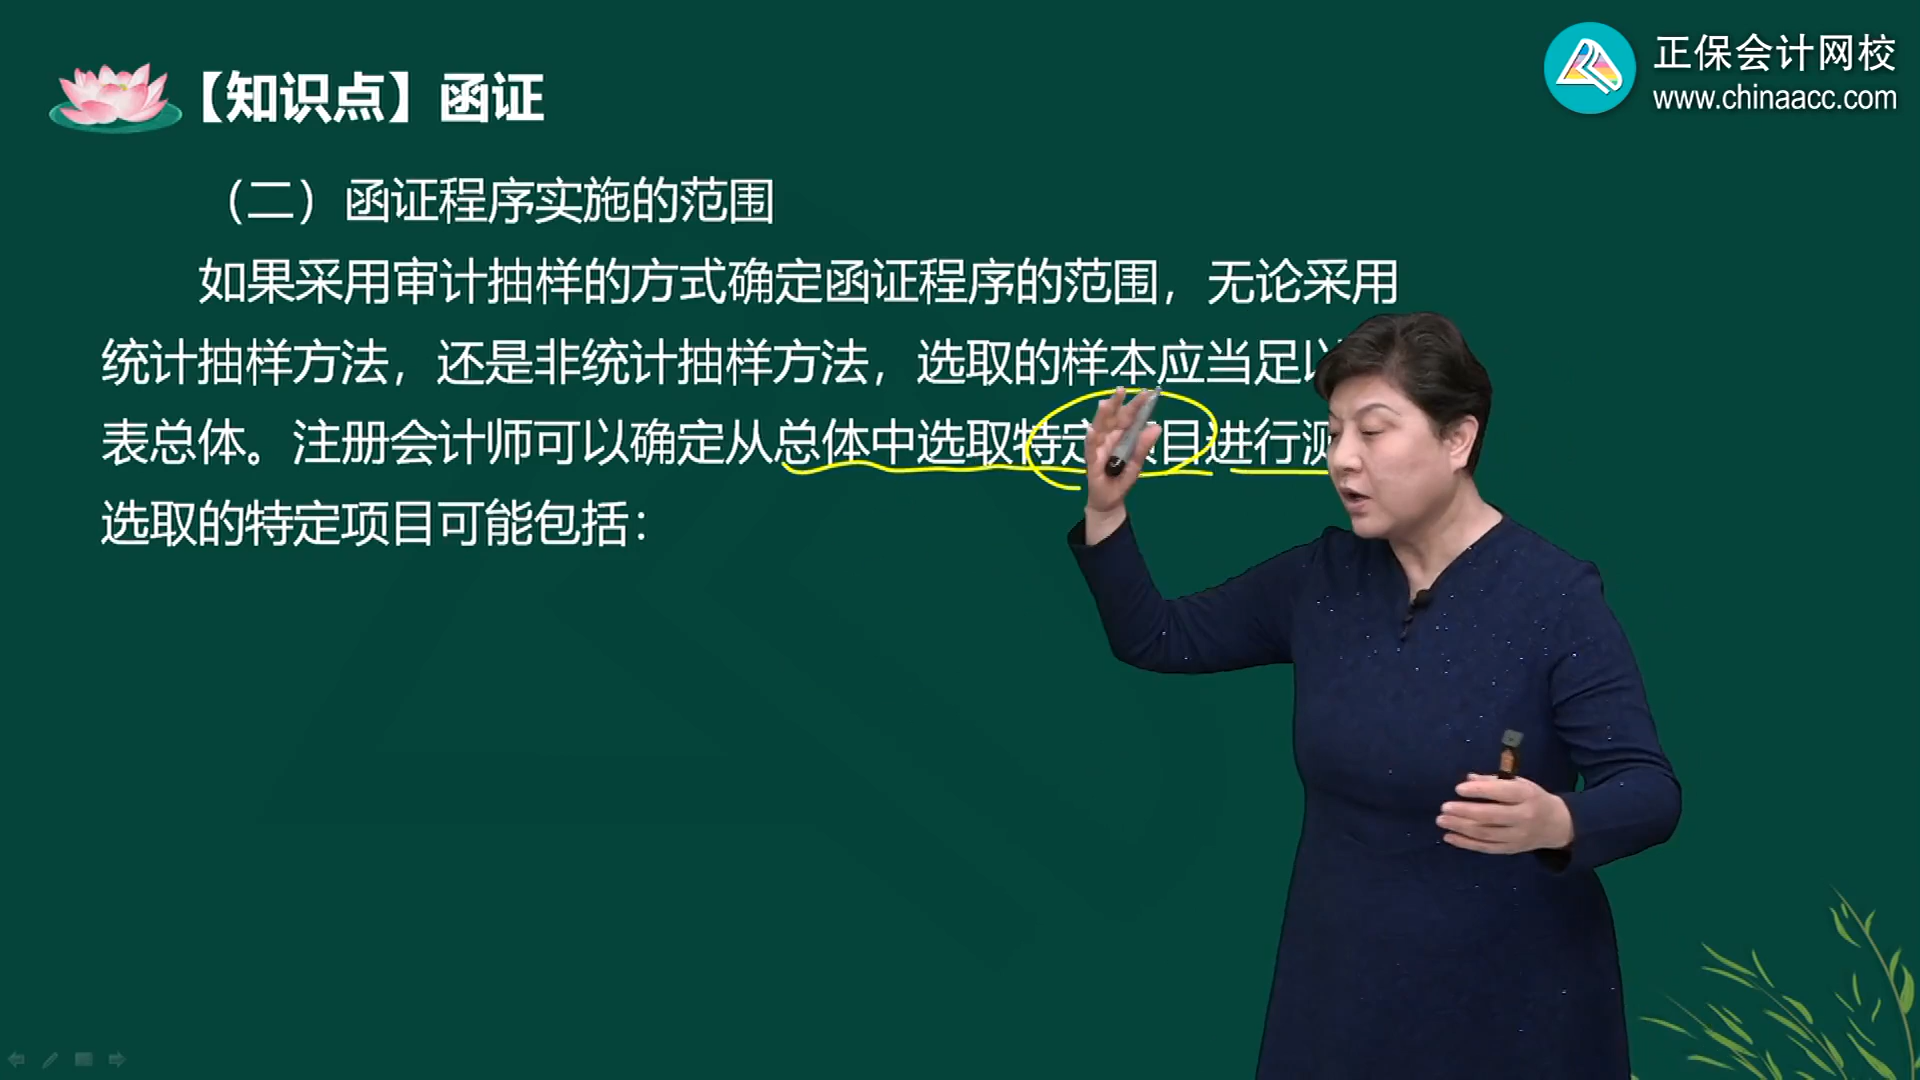 【知识点】函证
正保会计网校
www.chinaacc.com
（二）函证程序实施的范围
如果采用审计抽样的方式确定函证程序的范围，无论采用
统计抽样方法，还是非统计抽样方法，选取的样本应当足以
表总体。注册会计师可以确定从总体中选取特定项目进行测
选取的特定项目可能包括：